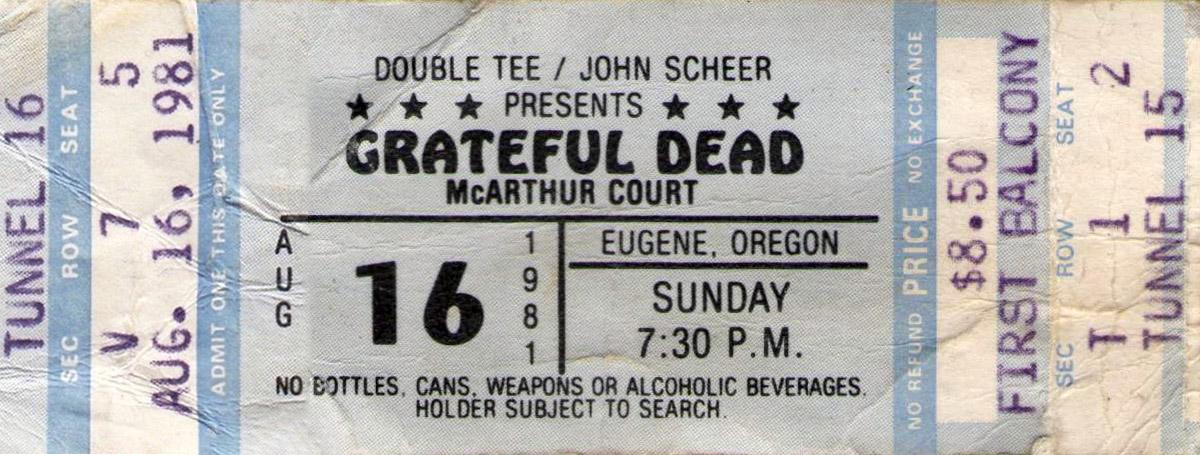 TUNNEL 16
SEC ROW SEAT
V 7 5
AUG. 16, 1981
ADMIT ONE THIS DATE ONLY
DOUBLE TEE / JOHN SCHEER
★ ★ ★ PRESENTS ★ ★ ★
GRATEFUL DEAD
McARTHUR COURT
AUG
16
1981
EUGENE, OREGON
SUNDAY
7:30 P.M.
NO BOTTLES, CANS, WEAPONS OR ALCOHOLIC BEVERAGES.
HOLDER SUBJECT TO SEARCH.
NO REFUND PRICE NO EXCHANGE
$8.50
FIRST BALCONY
SEC ROW SEAT
T 1 2
TUNNEL 15